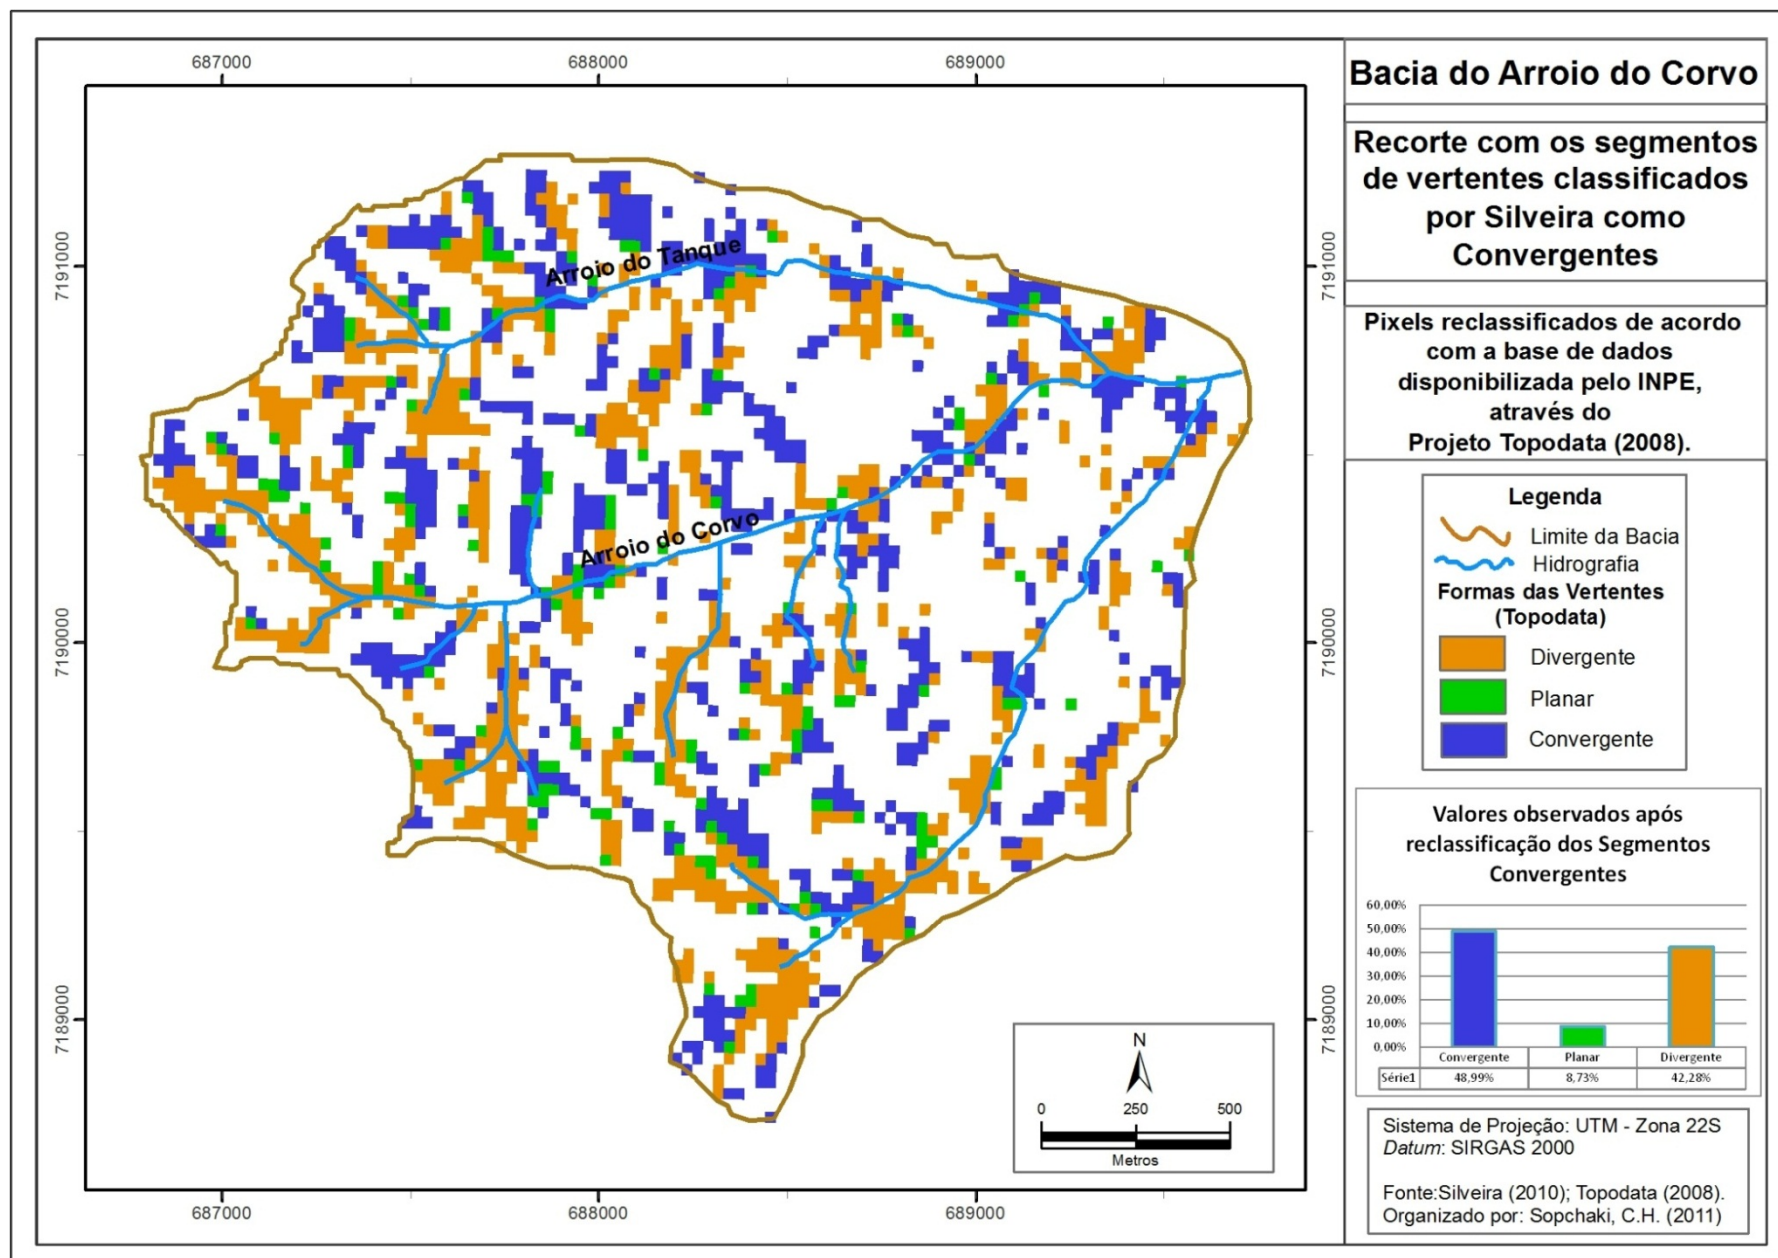 687000
688000
689000
7191000
7190000
7189000
7191000
7190000
7189000
687000
688000
689000
Arroio do Tanque
Arroio do Corvo
N
0 250 500
Metros
Bacia do Arroio do Corvo
Recorte com os segmentos
de vertentes classificados
por Silveira como
Convergentes
Pixels reclassificados de acordo
com a base de dados
disponibilizada pelo INPE,
através do
Projeto Topodata (2008).
Legenda
Limite da Bacia
Hidrografia
Formas das Vertentes
(Topodata)
Divergente
Planar
Convergente
Valores observados após
reclassificação dos Segmentos
Convergentes
60,00%
50,00%
40,00%
30,00%
20,00%
10,00%
0,00%
Convergente Planar Divergente
Série1 48,99% 8,73% 42,28%
Sistema de Projeção: UTM - Zona 22S
Datum: SIRGAS 2000
Fonte:Silveira (2010); Topodata (2008).
Organizado por: Sopchaki, C.H. (2011)